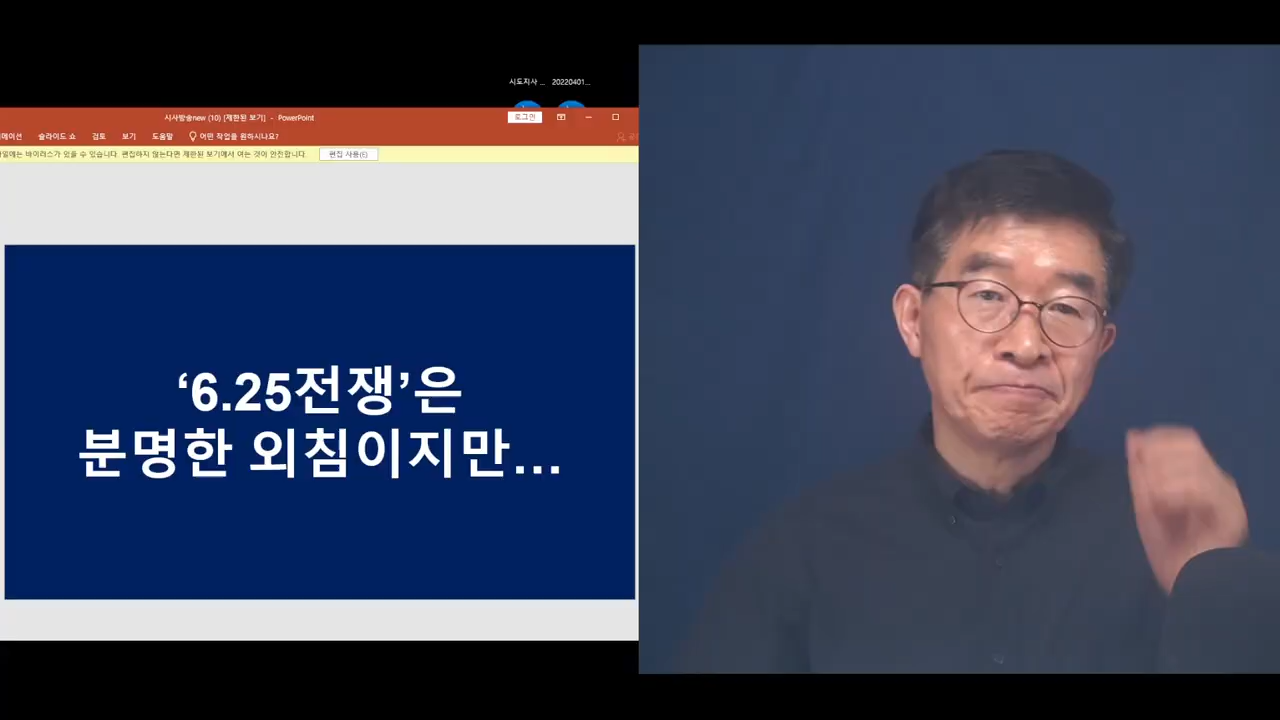 시도지사 ... 20220401...
시사방송new (10) [제한된 보기] - PowerPoint
로그인
메이션 슬라이드 쇼 검토 보기 도움말 어떤 작업을 원하시나요?
일에는 바이러스가 있을 수 있습니다. 편집하지 않는다면 제한된 보기에서 여는 것이 안전합니다. 편집 사용(E)
‘6.25전쟁’은
분명한 외침이지만...